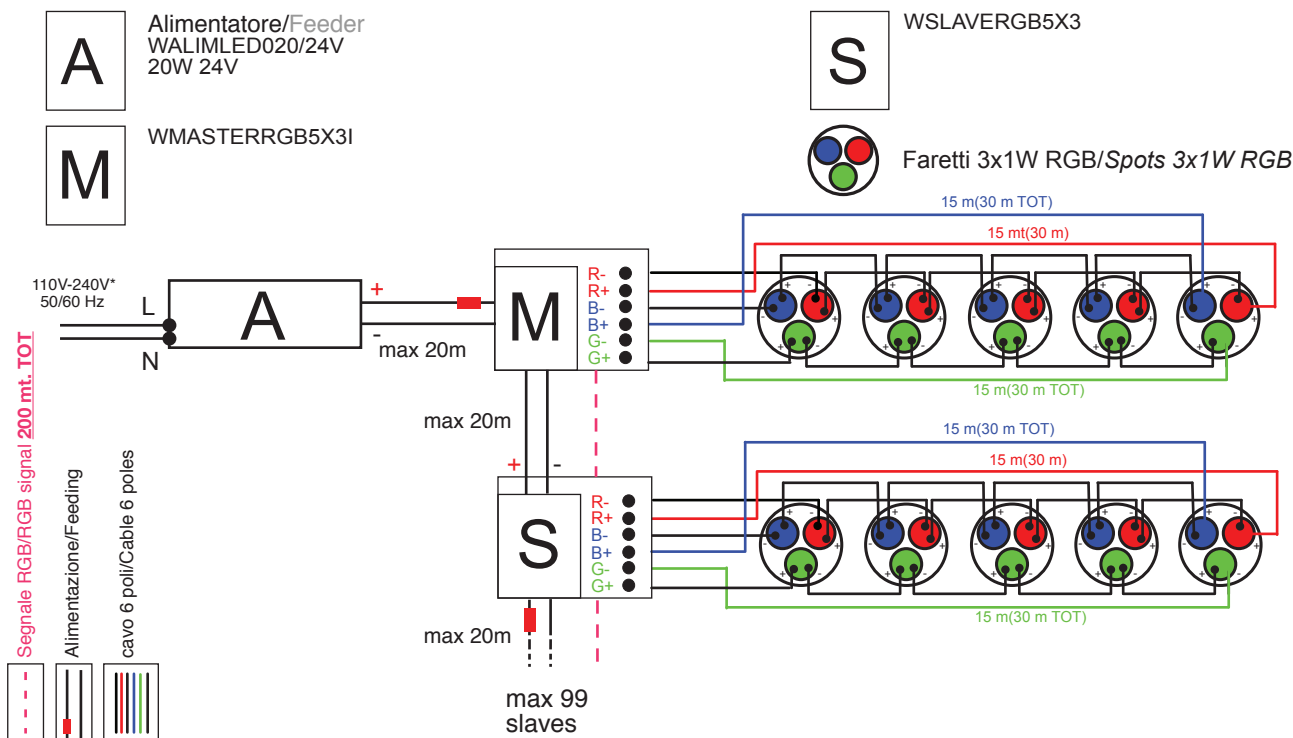 A
Alimentatore/Feeder
WALIMLED020/24V
20W 24V
M
WMASTERRGB5X3I
S
WSLAVERGB5X3
Faretti 3x1W RGB/Spots 3x1W RGB
110V-240V*
50/60 Hz
L
N
A
+
-
max 20m
M
R-
R+
B-
B+
G-
G+
15 m(30 m TOT)
15 mt(30 m)
+ - + - + - + - + -
- + - + - + - + - +
+ - + - + - + - + -
15 m(30 m TOT)
max 20m
+ -
S
R-
R+
B-
B+
G-
G+
15 m(30 m TOT)
15 m(30 m)
+ - + - + - + - + -
- + - + - + - + - +
+ - + - + - + - + -
15 m(30 m TOT)
max 20m
max 99
slaves
Segnale RGB/RGB signal 200 mt. TOT
Alimentazione/Feeding
cavo 6 poli/Cable 6 poles